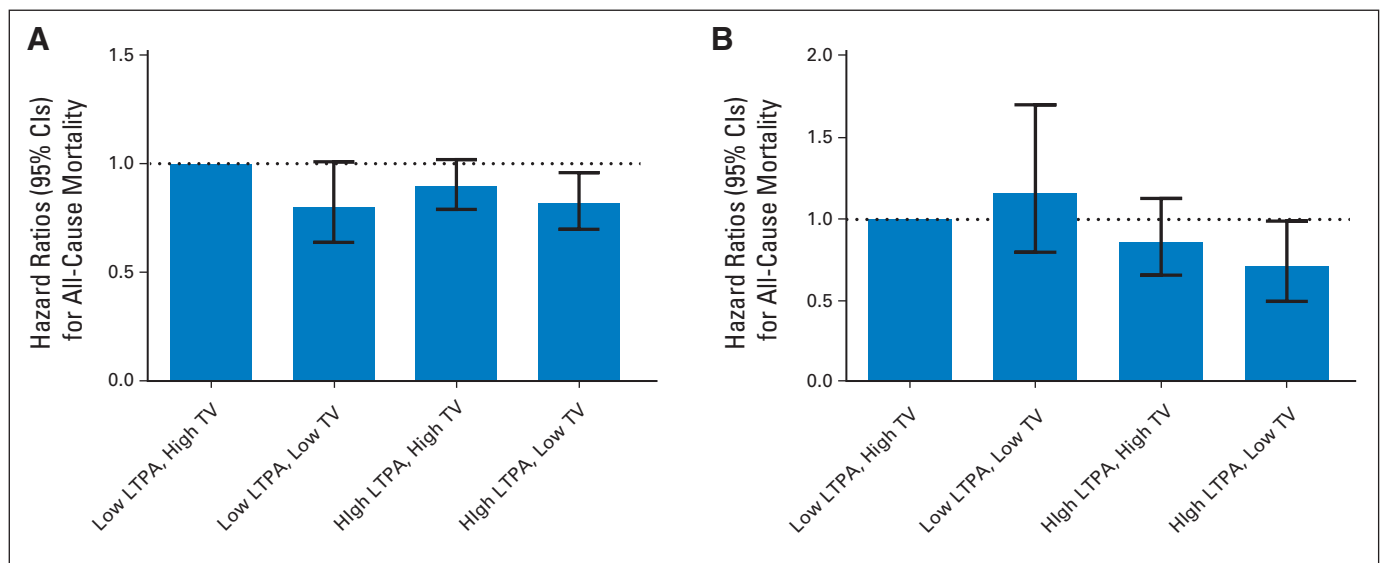 A
Hazard Ratios (95% CIs)
for All-Cause Mortality
1.5
1.0
0.5
0.0
Low LTPA, High TV
Low LTPA, Low TV
HIgh LTPA, High TV
HIgh LTPA, Low TV
B
Hazard Ratios (95% CIs)
for All-Cause Mortality
2.0
1.5
1.0
0.5
0.0
Low LTPA, High TV
Low LTPA, Low TV
HIgh LTPA, High TV
HIgh LTPA, Low TV